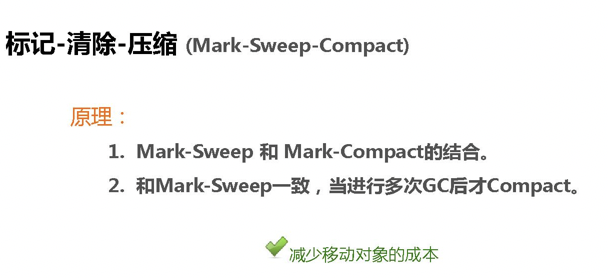 标记-清除-压缩 (Mark-Sweep-Compact)
原理：
1. Mark-Sweep 和 Mark-Compact的结合。
2. 和Mark-Sweep一致，当进行多次GC后才Compact。
减少移动对象的成本